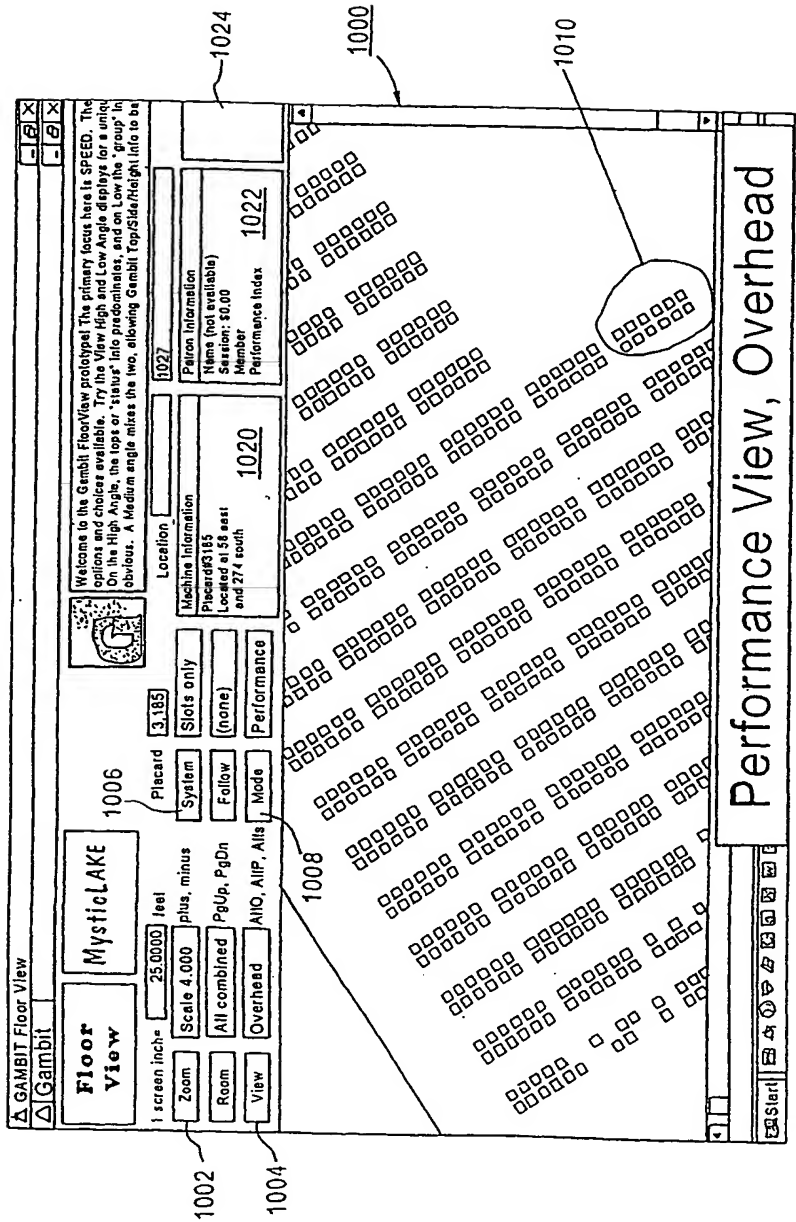 GAMBIT Floor View
Gambit
Floor View
MysticLAKE
G
Welcome to the Gambit FloorView prototype! The primary focus here is SPEED. The
options and choices available. Try the View High and Low Angle displays for a uniqu
On the High Angle, the tops or "status" info predominates, and on Low the "group" in
obvious. A Medium angle mixes the two, allowing Gambit Top/Side/Height info to be
1 screen inch= 25.0000 feet
Placard 3,185
Location
1027
Zoom Scale 4.000 plus, minus
System Slots only
Room All combined PgUp, PgDn
Follow (none)
View Overhead AltO, AltP, Alts
Mode Performance
Machine Information
Placard#3185
Located at 58 east
and 274 south
1020
Patron Information
Name (not available)
Session: $0.00
Member
Performance Index
1022
1024
1000
1010
1006
1002
1004
1008
Start
Performance View, Overhead